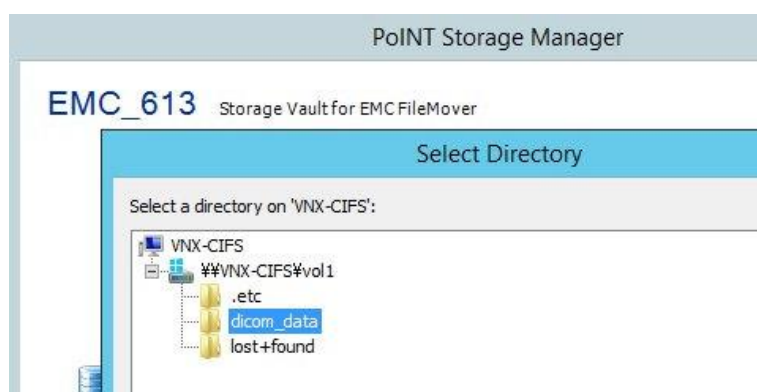 PoINT Storage Manager
EMC_613 Storage Vault for EMC FileMover
Select Directory
Select a directory on 'VNX-CIFS':
VNX-CIFS
¥¥VNX-CIFS¥vol1
.etc
dicom_data
lost+found